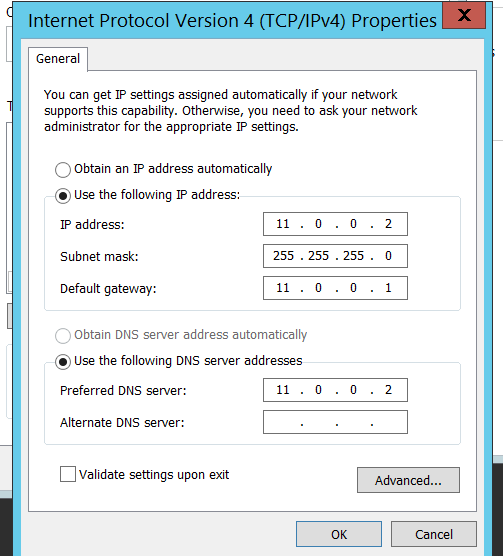 Internet Protocol Version 4 (TCP/IPv4) Properties
X
General
You can get IP settings assigned automatically if your network
supports this capability. Otherwise, you need to ask your network
administrator for the appropriate IP settings.
Obtain an IP address automatically
Use the following IP address:
IP address: 11 . 0 . 0 . 2
Subnet mask: 255 . 255 . 255 . 0
Default gateway: 11 . 0 . 0 . 1
Obtain DNS server address automatically
Use the following DNS server addresses
Preferred DNS server: 11 . 0 . 0 . 2
Alternate DNS server: . . .
Validate settings upon exit
Advanced...
OK Cancel